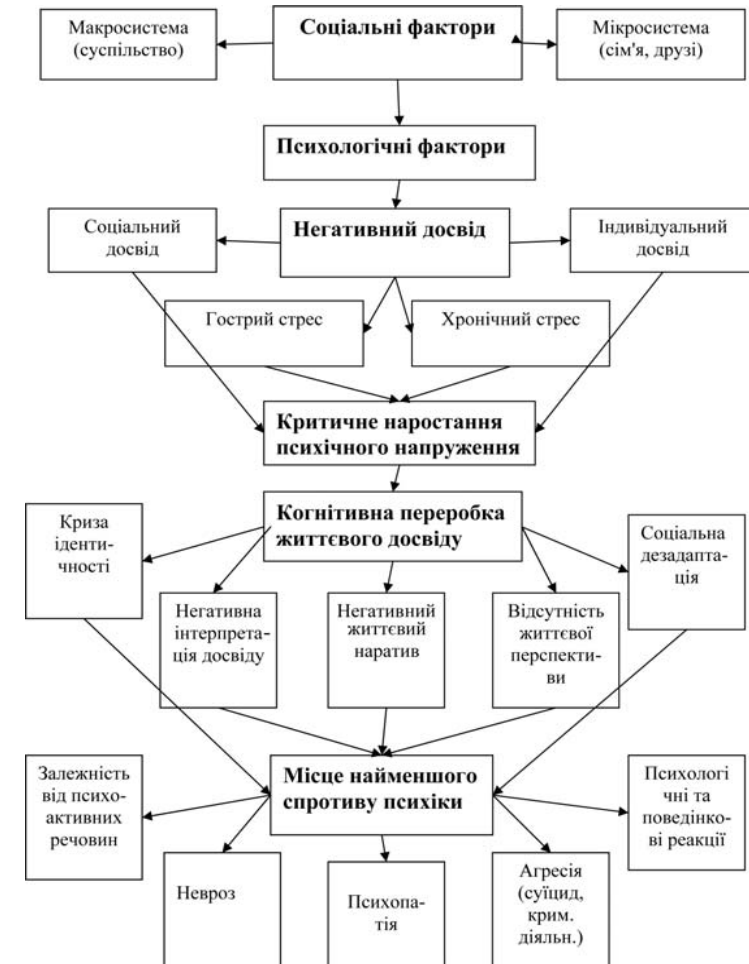 Макросистема
(суспільство)
Соціальні фактори
Мікросистема
(сім'я, друзі)
Психологічні фактори
Соціальний
досвід
Негативний досвід
Індивідуальний
досвід
Гострий стрес
Хронічний стрес
Критичне наростання
психічного напруження
Когнітивна переробка
життєвого досвіду
Криза
іденти-
чності
Соціальна
дезадапта-
ція
Негативна
інтерпрета-
ція досвіду
Негативний
життєвий
наратив
Відсутність
життєвої
перспекти-
ви
Залежність
від психо-
активних
речовин
Місце найменшого
спротиву психіки
Психологі
чні та
поведінко-
ві реакції
Невроз
Психопа-
тія
Агресія
(суїцид,
крим.
діяльн.)